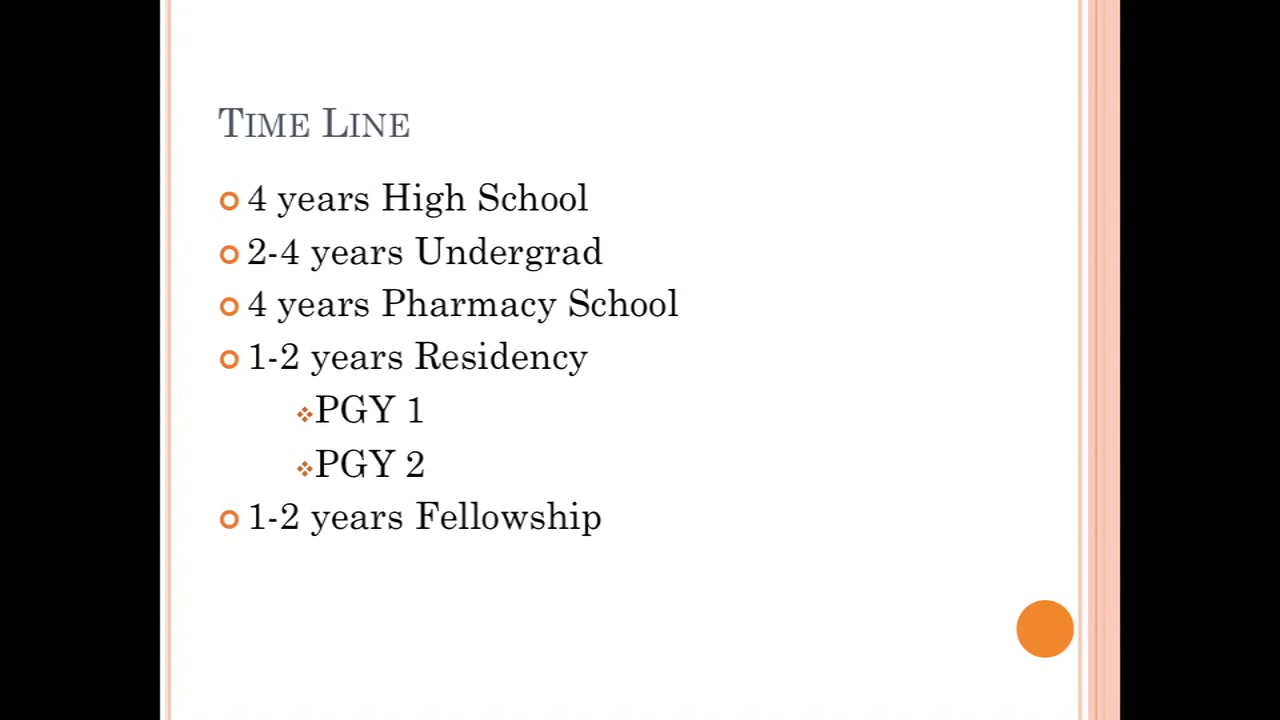 Time Line
4 years High School
2-4 years Undergrad
4 years Pharmacy School
1-2 years Residency
PGY 1
PGY 2
1-2 years Fellowship